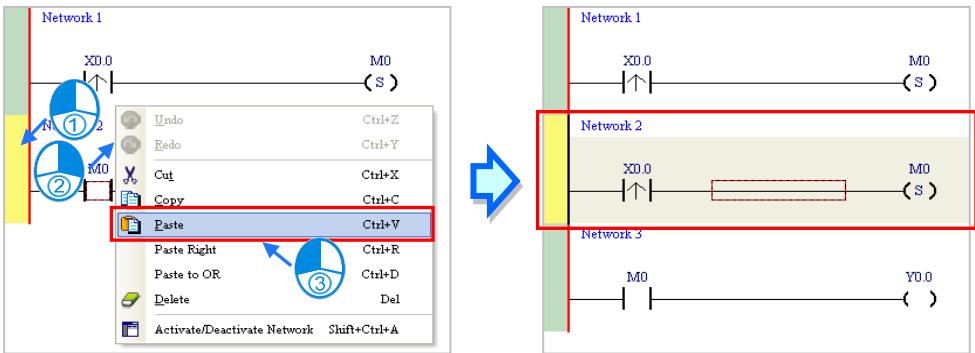 Network 1
X0.0 M0
S
①
N 2
②
M0
Undo Ctrl+Z
Redo Ctrl+Y
Cut Ctrl+X
Copy Ctrl+C
Paste Ctrl+V
Paste Right Ctrl+R
Paste to OR Ctrl+D
Delete Del
Activate/Deactivate Network Shift+Ctrl+A
③
Network 1
X0.0 M0
S
Network 2
X0.0 M0
S
Network 3
M0 Y0.0